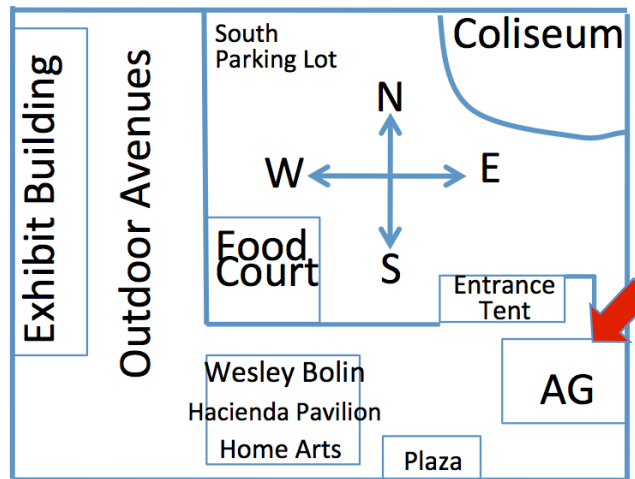 Exhibit Building
Outdoor Avenues
South
Parking Lot
Coliseum
N
W
E
S
Food
Court
Entrance
Tent
AG
Wesley Bolin
Hacienda Pavilion
Home Arts
Plaza